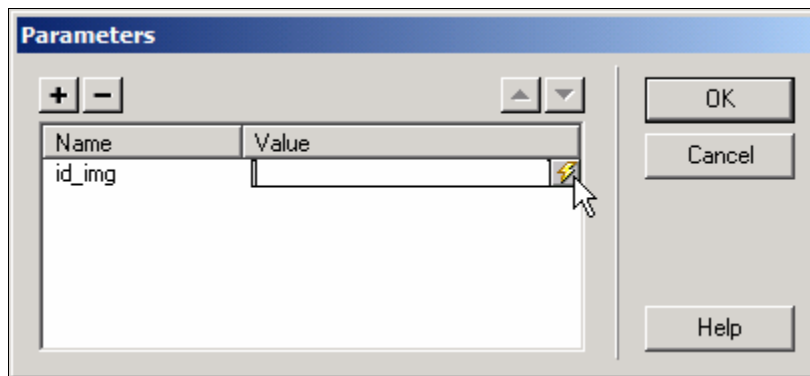 Parameters
+ −
OK
Name Value
Cancel
id_img
Help